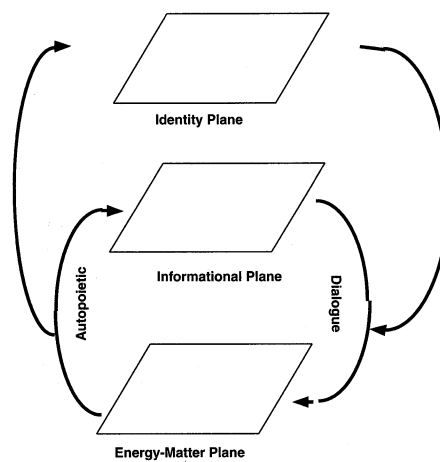 Identity Plane
Informational Plane
Autopoietic
Dialogue
Energy-Matter Plane